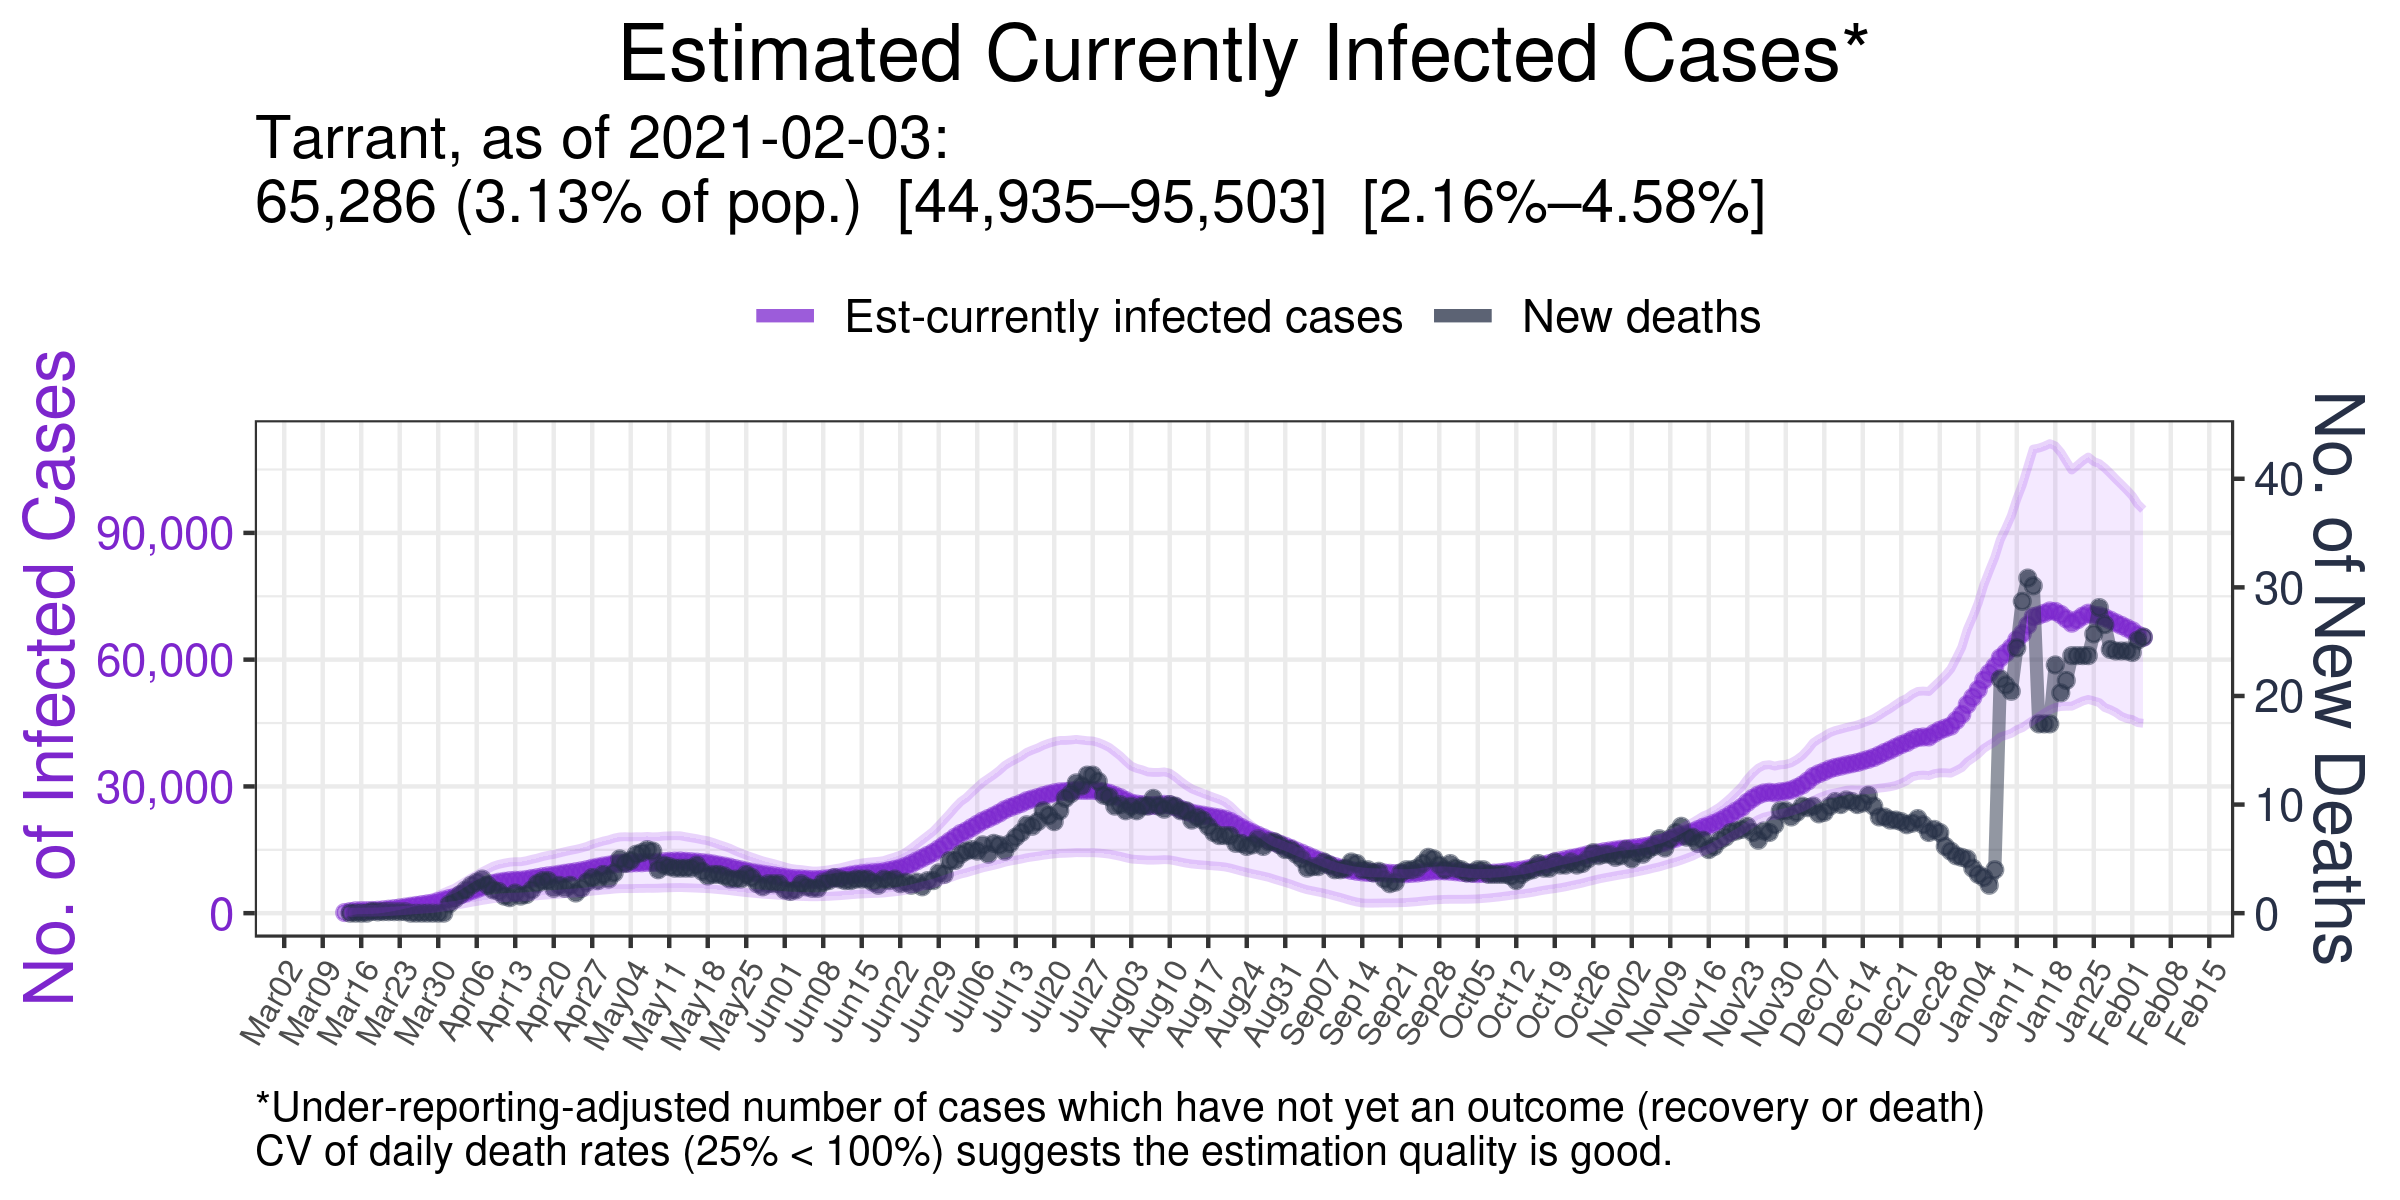 Estimated Currently Infected Cases*
Tarrant, as of 2021-02-03:
65,286 (3.13% of pop.)  [44,935–95,503]  [2.16%–4.58%]
Est-currently infected cases
New deaths
No. of Infected Cases
90,000
60,000
30,000
0
40
30
20
10
0
No. of New Deaths
Mar02
Mar09
Mar16
Mar23
Mar30
Apr06
Apr13
Apr20
Apr27
May04
May11
May18
May25
Jun01
Jun08
Jun15
Jun22
Jun29
Jul06
Jul13
Jul20
Jul27
Aug03
Aug10
Aug17
Aug24
Aug31
Sep07
Sep14
Sep21
Sep28
Oct05
Oct12
Oct19
Oct26
Nov02
Nov09
Nov16
Nov23
Nov30
Dec07
Dec14
Dec21
Dec28
Jan04
Jan11
Jan18
Jan25
Feb01
Feb08
Feb15
*Under-reporting-adjusted number of cases which have not yet an outcome (recovery or death)
CV of daily death rates (25% < 100%) suggests the estimation quality is good.